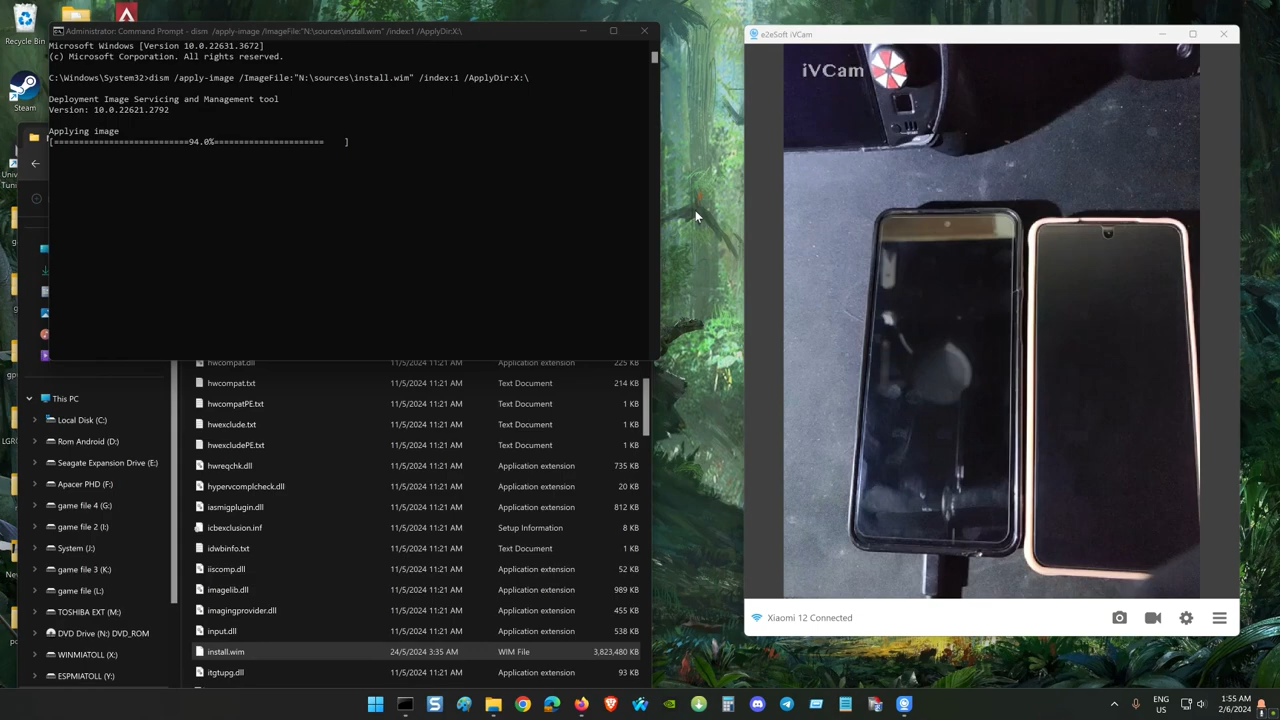 Recycle Bin
Steam
Administrator: Command Prompt - dism /apply-image /ImageFile:"N:\sources\install.wim" /index:1 /ApplyDir:X:\
Microsoft Windows [Version 10.0.22631.3672]
(c) Microsoft Corporation. All rights reserved.
C:\Windows\System32>dism /apply-image /ImageFile:"N:\sources\install.wim" /index:1 /ApplyDir:X:\
Deployment Image Servicing and Management tool
Version: 10.0.22621.2792
Applying image
[==========================94.0%======================    ]
This PC
Local Disk (C:)
Rom Android (D:)
Seagate Expansion Drive (E:)
Apacer PHD (F:)
game file 4 (G:)
game file 2 (I:)
System (J:)
game file 3 (K:)
game file (L:)
TOSHIBA EXT (M:)
DVD Drive (N:) DVD_ROM
WINMIATOLL (X:)
ESPMIATOLL (Y:)
hwcompat.dll 11/5/2024 11:21 AM Application extension 225 KB
hwcompat.txt 11/5/2024 11:21 AM Text Document 214 KB
hwcompatPE.txt 11/5/2024 11:21 AM Text Document 1 KB
hwexclude.txt 11/5/2024 11:21 AM Text Document 1 KB
hwexcludePE.txt 11/5/2024 11:21 AM Text Document 1 KB
hwreqchk.dll 11/5/2024 11:21 AM Application extension 735 KB
hypervcomplcheck.dll 11/5/2024 11:21 AM Application extension 20 KB
iasmigplugin.dll 11/5/2024 11:21 AM Application extension 812 KB
icbexclusion.inf 11/5/2024 11:21 AM Setup Information 8 KB
idwbinfo.txt 11/5/2024 11:21 AM Text Document 1 KB
iiscomp.dll 11/5/2024 11:21 AM Application extension 52 KB
imagelib.dll 11/5/2024 11:21 AM Application extension 989 KB
imagingprovider.dll 11/5/2024 11:21 AM Application extension 455 KB
input.dll 11/5/2024 11:21 AM Application extension 538 KB
install.wim 24/5/2024 3:35 AM WIM File 3,823,480 KB
itgtupg.dll 11/5/2024 11:21 AM Application extension 93 KB
e2eSoft iVCam
iVCam
Xiaomi 12 Connected
ENG
US
1:55 AM
2/6/2024